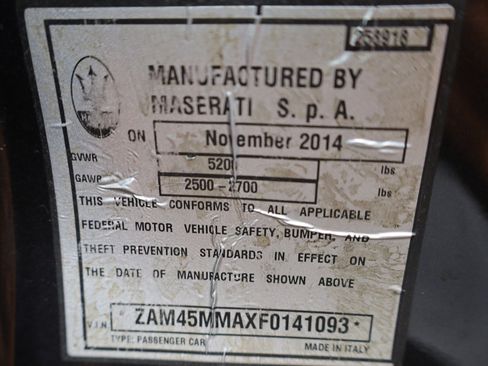 258918
MANUFACTURED BY
MASERATI S. p A.
ON November 2014
GVWR 5200 lbs
GAWR 2500-2700 lbs
THIS VEHICLE CONFORMS TO ALL APPLICABLE
FEDERAL MOTOR VEHICLE SAFETY, BUMPER, AND
THEFT PREVENTION STANDARDS IN EFFECT ON
THE DATE OF MANUFACTURE SHOWN ABOVE
V.I.N. * ZAM45MMAXF0141093 *
TYPE: PASSENGER CAR MADE IN ITALY